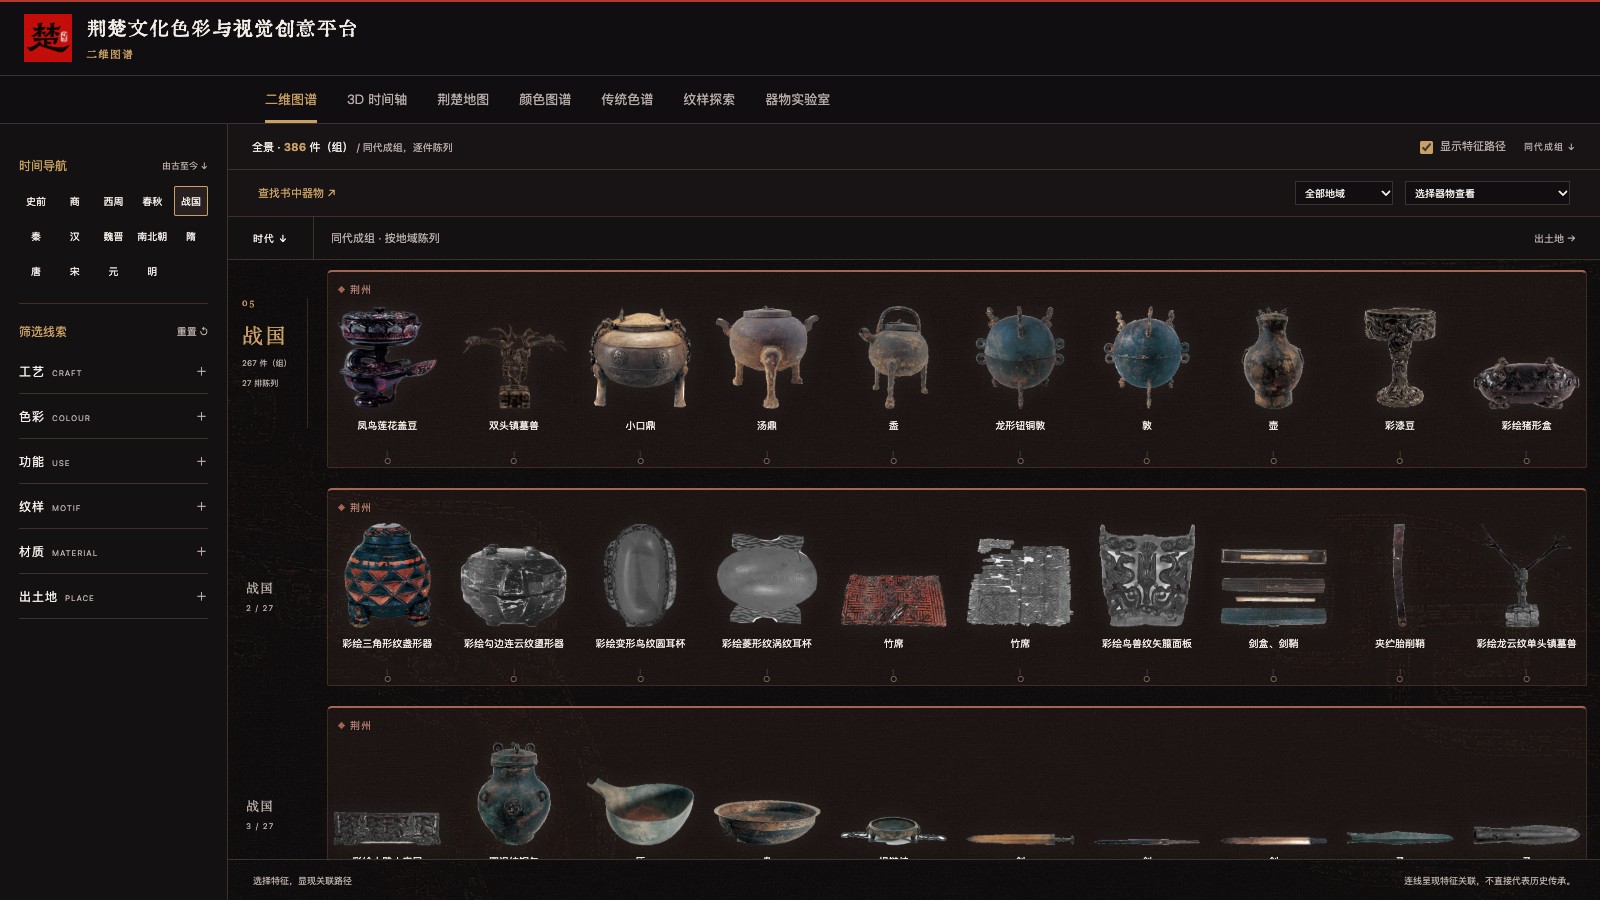 楚
荆楚文化色彩与视觉创意平台
二维图谱
二维图谱 3D 时间轴 荆楚地图 颜色图谱 传统色谱 纹样探索 器物实验室
时间导航 由古至今 ↓
史前 商 西周 春秋 战国
秦 汉 魏晋 南北朝 隋
唐 宋 元 明
筛选线索 重置
工艺 CRAFT +
色彩 COLOUR +
功能 USE +
纹样 MOTIF +
材质 MATERIAL +
出土地 PLACE +
全景 · 386 件（组） / 同代成组，逐件陈列
显示特征路径 同代成组 ↓
查找书中器物 ↗
全部地域 选择器物查看
时代 ↓ 同代成组 · 按地域陈列 出土地 →
05
战国
267 件（组）
27 排陈列
◆ 荆州
凤鸟莲花盖豆 双头镇墓兽 小口鼎 汤鼎 盉 龙形钮铜敦 敦 壶 彩漆豆 彩绘猪形盒
战国
2 / 27
◆ 荆州
彩绘三角形纹盏形器 彩绘勾边连云纹盨形器 彩绘变形鸟纹圆耳杯 彩绘菱形纹涡纹耳杯 竹席 竹席 彩绘鸟兽纹矢箙面板 剑盒、剑鞘 夹纻胎削鞘 彩绘龙云纹单头镇墓兽
战国
3 / 27
◆ 荆州
选择特征，显现关联路径
连线呈现特征关联，不直接代表历史传承。